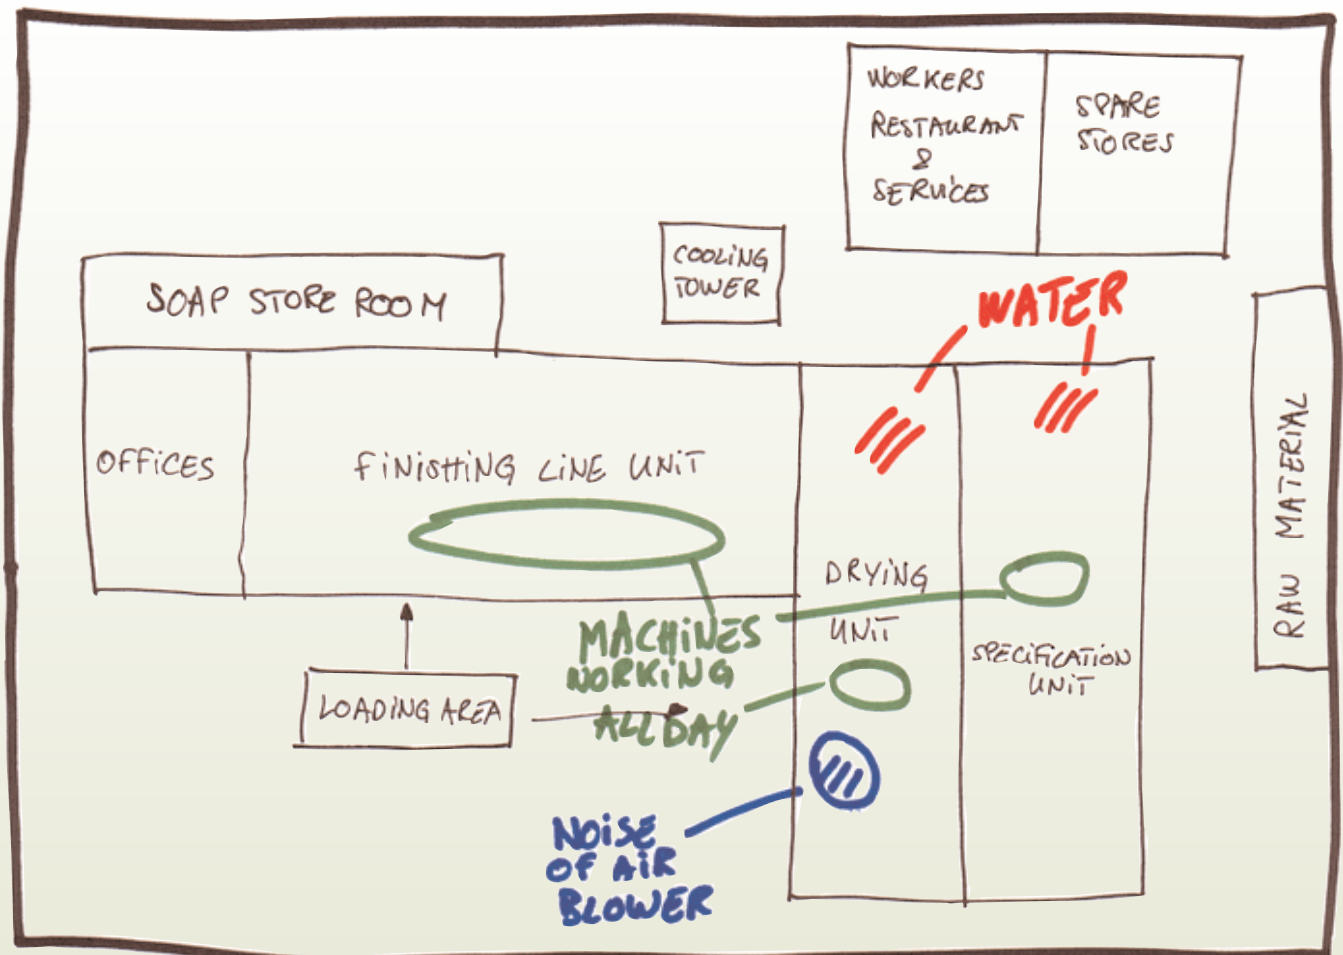 WORKERS
RESTAURANT
&
SERVICES
SPARE
STORES
COOLING
TOWER
SOAP STORE ROOM
WATER
OFFICES
FINISHING LINE UNIT
RAW MATERIAL
DRYING
UNIT
SPECIFICATION
UNIT
MACHINES
WORKING
ALL DAY
LOADING AREA
NOISE
OF AIR
BLOWER